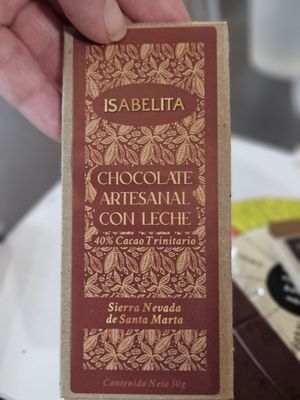 ISABELITA
CHOCOLATE
ARTESANAL
CON LECHE
40% Cacao Trinitario
Sierra Nevada
de Santa Marta
Contenido Neto 50g